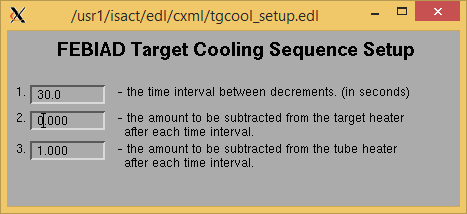 /usr1/isact/edl/cxml/tgcool_setup.edl
FEBIAD Target Cooling Sequence Setup
1. 30.0 - the time interval between decrements. (in seconds)
2. 0.000 - the amount to be subtracted from the target heater
after each time interval.
3. 1.000 - the amount to be subtracted from the tube heater
after each time interval.